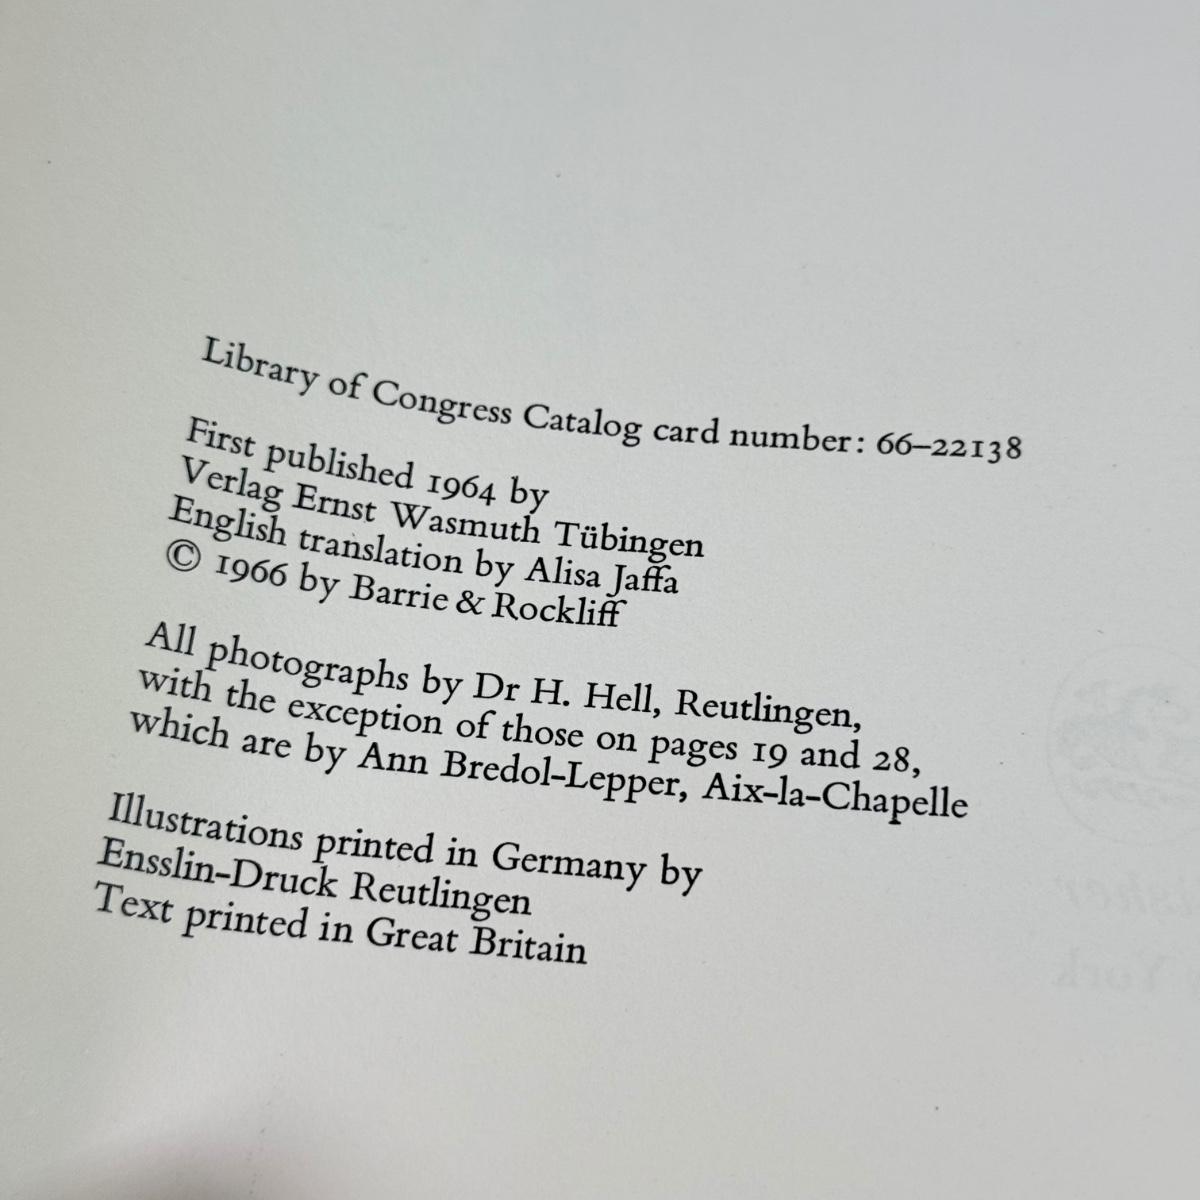 Library of Congress Catalog card number: 66–22138
First published 1964 by
Verlag Ernst Wasmuth Tübingen
English translation by Alisa Jaffa
© 1966 by Barrie & Rockliff
All photographs by Dr H. Hell, Reutlingen,
with the exception of those on pages 19 and 28,
which are by Ann Bredol-Lepper, Aix-la-Chapelle
Illustrations printed in Germany by
Ensslin-Druck Reutlingen
Text printed in Great Britain
York